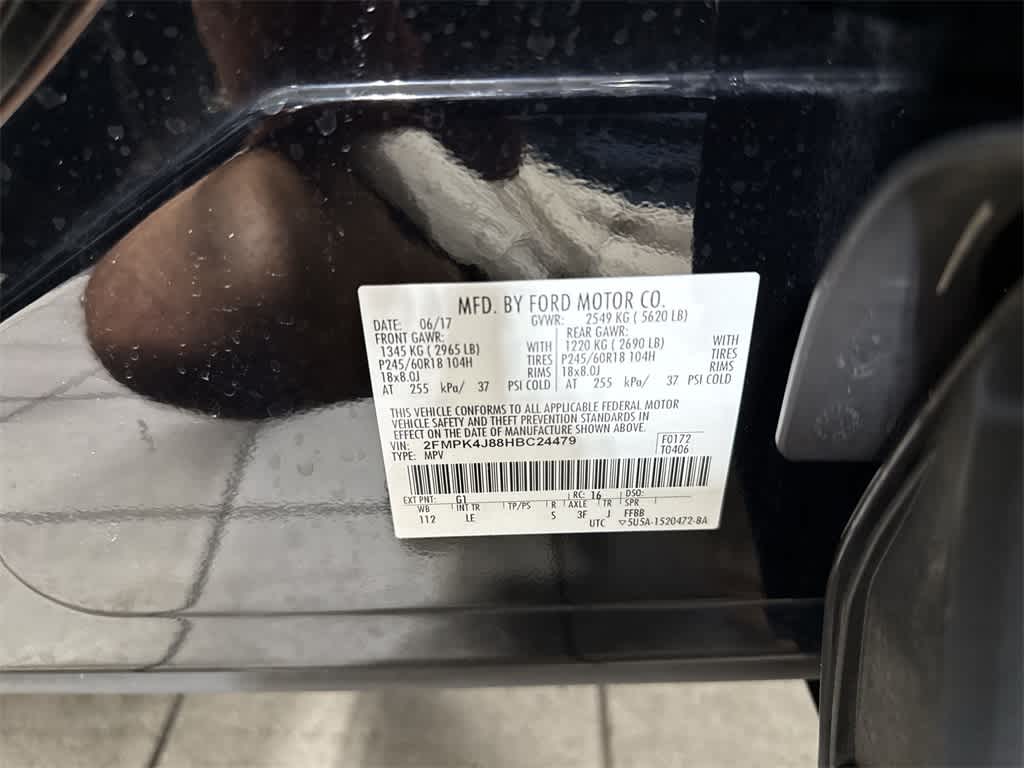 MFD. BY FORD MOTOR CO.
DATE: 06/17 GVWR: 2549 KG ( 5620 LB)
FRONT GAWR: REAR GAWR:
1345 KG ( 2965 LB) WITH 1220 KG ( 2690 LB) WITH
P245/60R18 104H TIRES P245/60R18 104H TIRES
18x8.0J RIMS 18x8.0J RIMS
AT 255 kPa/ 37 PSI COLD AT 255 kPa/ 37 PSI COLD
THIS VEHICLE CONFORMS TO ALL APPLICABLE FEDERAL MOTOR
VEHICLE SAFETY AND THEFT PREVENTION STANDARDS IN
EFFECT ON THE DATE OF MANUFACTURE SHOWN ABOVE.
VIN: 2FMPK4J88HBC24479 F0172
TYPE: MPV T0406
EXT PNT: G1 RC: 16 DSO:
WB INT TR TP/PS R AXLE TR SPR
112 LE S 3F J FFBB
UTC ▽5U5A-1520472-BA